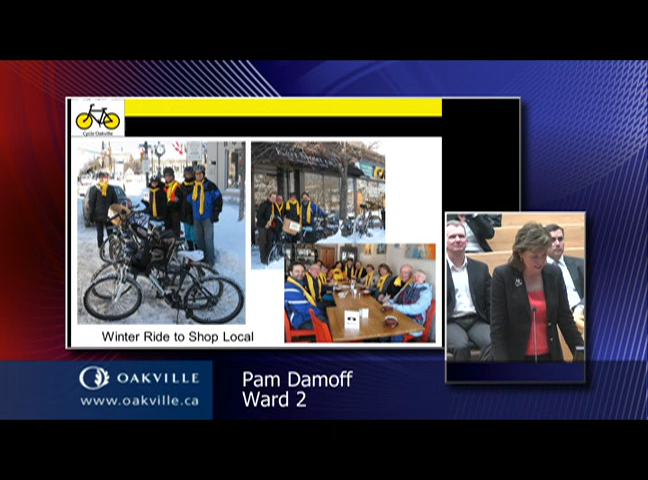 Cycle Oakville
Winter Ride to Shop Local
OAKVILLE
www.oakville.ca
Pam Damoff
Ward 2